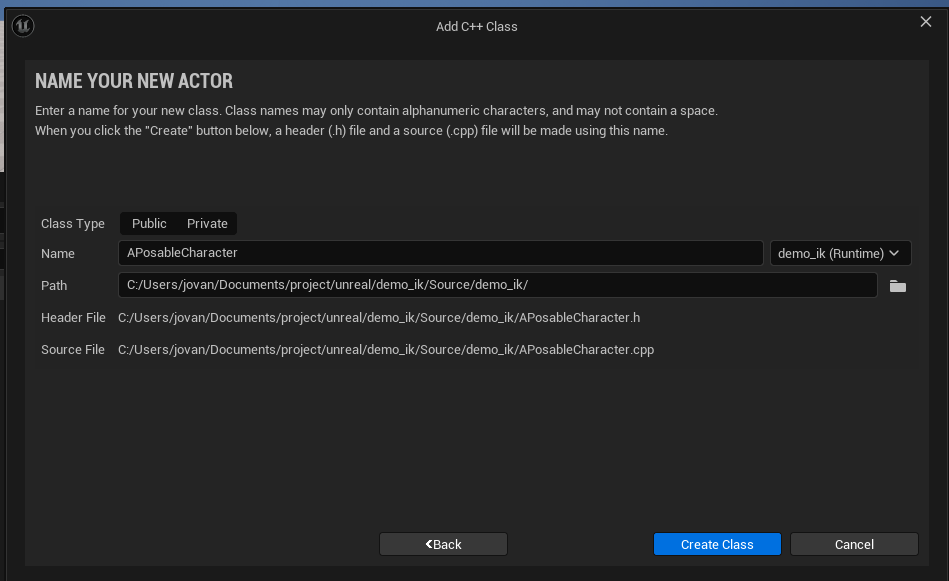 Add C++ Class
NAME YOUR NEW ACTOR
Enter a name for your new class. Class names may only contain alphanumeric characters, and may not contain a space.
When you click the "Create" button below, a header (.h) file and a source (.cpp) file will be made using this name.
Class Type Public Private
Name APosableCharacter demo_ik (Runtime)
Path C:/Users/jovan/Documents/project/unreal/demo_ik/Source/demo_ik/
Header File C:/Users/jovan/Documents/project/unreal/demo_ik/Source/demo_ik/APosableCharacter.h
Source File C:/Users/jovan/Documents/project/unreal/demo_ik/Source/demo_ik/APosableCharacter.cpp
Back Create Class Cancel